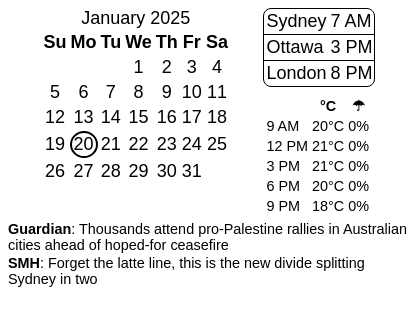 January 2025
Su Mo Tu We Th Fr Sa
1 2 3 4
5 6 7 8 9 10 11
12 13 14 15 16 17 18
19 20 21 22 23 24 25
26 27 28 29 30 31
Sydney 7 AM
Ottawa 3 PM
London 8 PM
°C ☂
9 AM 20°C 0%
12 PM 21°C 0%
3 PM 21°C 0%
6 PM 20°C 0%
9 PM 18°C 0%
Guardian: Thousands attend pro-Palestine rallies in Australian
cities ahead of hoped-for ceasefire
SMH: Forget the latte line, this is the new divide splitting
Sydney in two